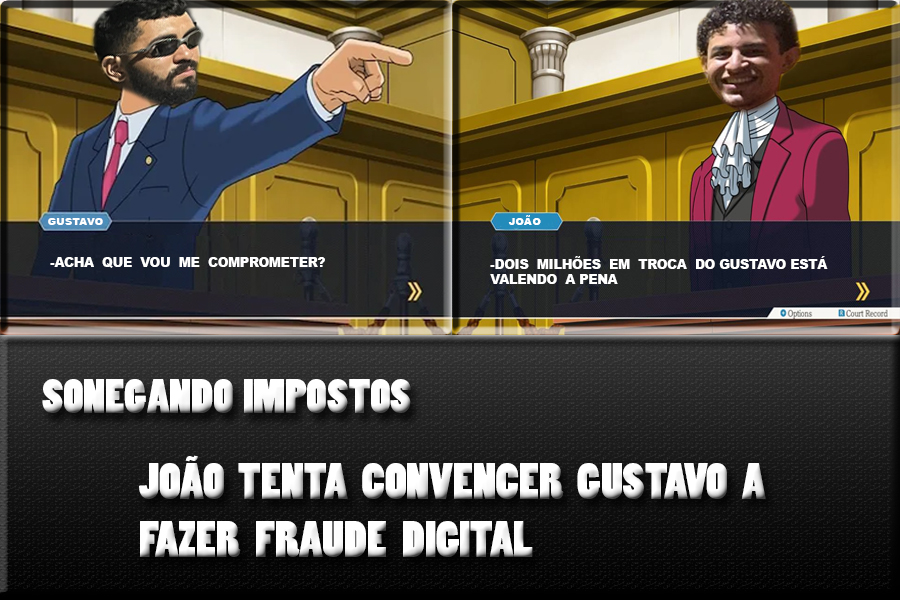 GUSTAVO
-ACHA QUE VOU ME COMPROMETER?
JOÃO
-DOIS MILHÕES EM TROCA DO GUSTAVO ESTÁ
VALENDO A PENA
Options
Court Record
SONEGANDO IMPOSTOS
JOÃO TENTA CONVENCER GUSTAVO A
FAZER FRAUDE DIGITAL